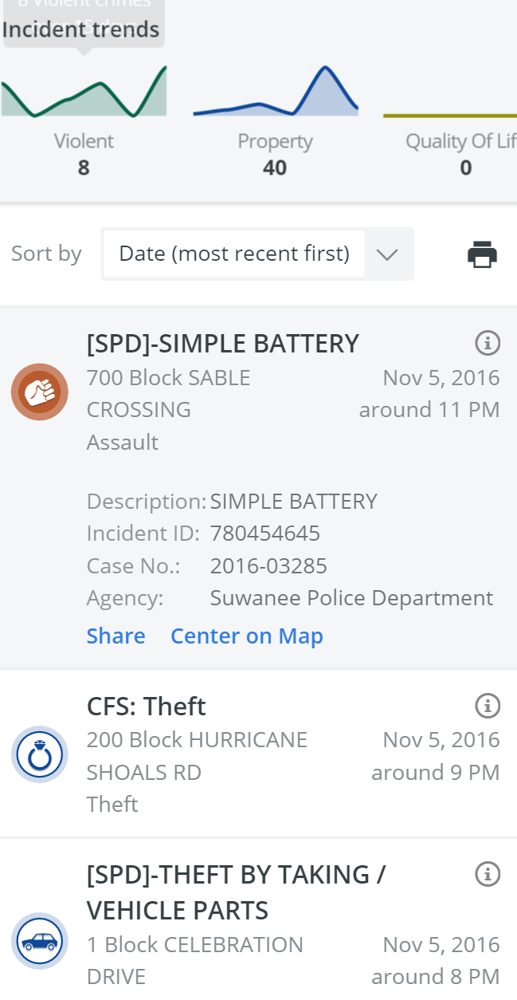 8 Violent crimes
Incident trends
Violent
8
Property
40
Quality Of Lif
0
Sort by
Date (most recent first)
[SPD]-SIMPLE BATTERY
700 Block SABLE
CROSSING
Nov 5, 2016
around 11 PM
Assault
Description: SIMPLE BATTERY
Incident ID: 780454645
Case No.: 2016-03285
Agency: Suwanee Police Department
Share Center on Map
CFS: Theft
200 Block HURRICANE
SHOALS RD
Nov 5, 2016
around 9 PM
Theft
[SPD]-THEFT BY TAKING /
VEHICLE PARTS
1 Block CELEBRATION
DRIVE
Nov 5, 2016
around 8 PM